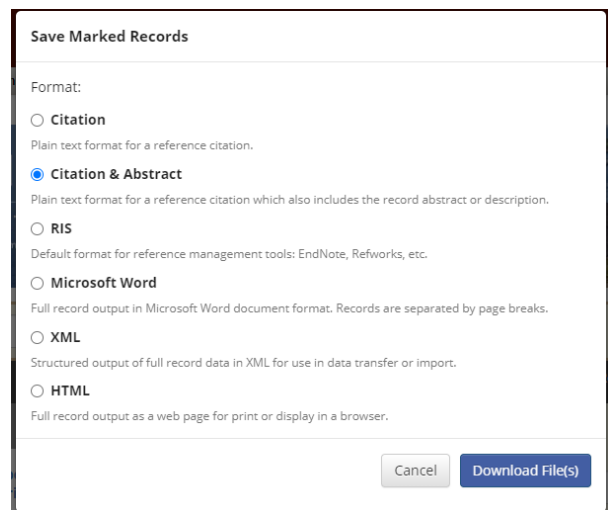 Save Marked Records
Format:
Citation
Plain text format for a reference citation.
Citation & Abstract
Plain text format for a reference citation which also includes the record abstract or description.
RIS
Default format for reference management tools: EndNote, Refworks, etc.
Microsoft Word
Full record output in Microsoft Word document format. Records are separated by page breaks.
XML
Structured output of full record data in XML for use in data transfer or import.
HTML
Full record output as a web page for print or display in a browser.
Cancel Download File(s)